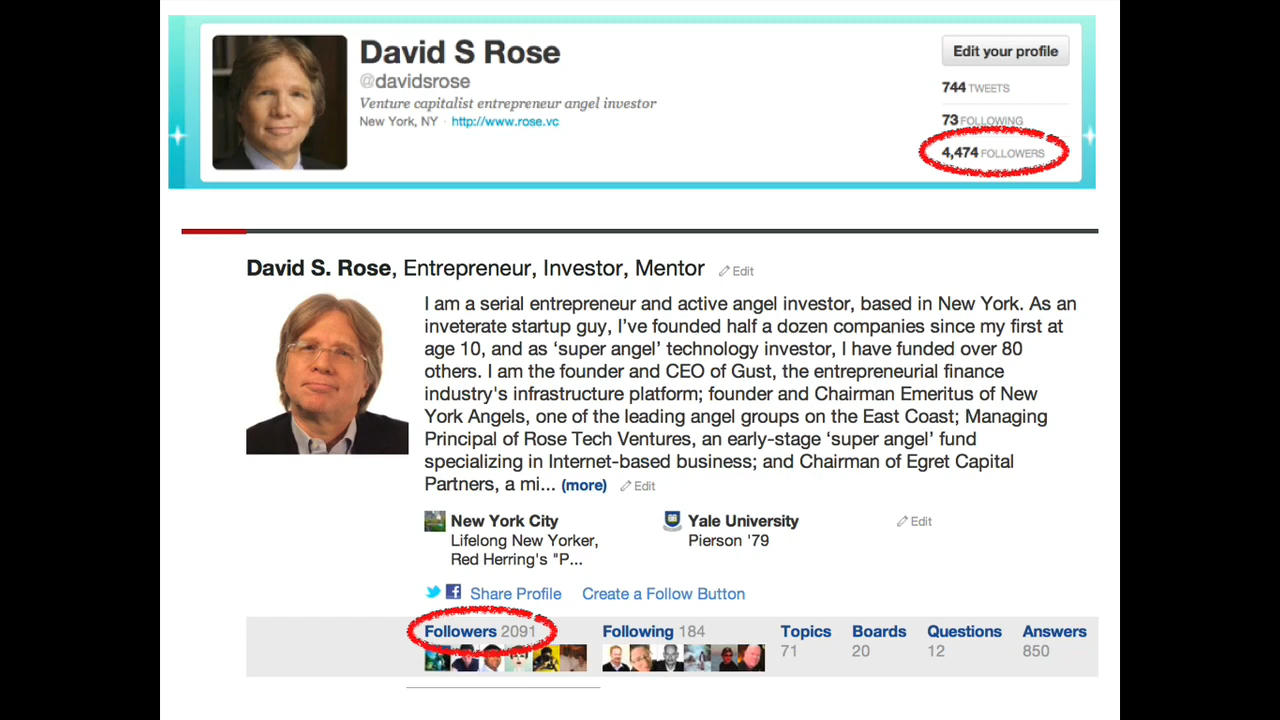 David S Rose
Edit your profile
@davidsrose
744 TWEETS
Venture capitalist entrepreneur angel investor
New York, NY · http://www.rose.vc
73 FOLLOWING
4,474 FOLLOWERS
David S. Rose, Entrepreneur, Investor, Mentor Edit
I am a serial entrepreneur and active angel investor, based in New York. As an
inveterate startup guy, I've founded half a dozen companies since my first at
age 10, and as ‘super angel’ technology investor, I have funded over 80
others. I am the founder and CEO of Gust, the entrepreneurial finance
industry's infrastructure platform; founder and Chairman Emeritus of New
York Angels, one of the leading angel groups on the East Coast; Managing
Principal of Rose Tech Ventures, an early-stage ‘super angel’ fund
specializing in Internet-based business; and Chairman of Egret Capital
Partners, a mi... (more) Edit
New York City
Lifelong New Yorker,
Red Herring's "P...
Yale University
Pierson '79
Edit
Share Profile Create a Follow Button
Followers 2091
Following 184
Topics
71
Boards
20
Questions
12
Answers
850